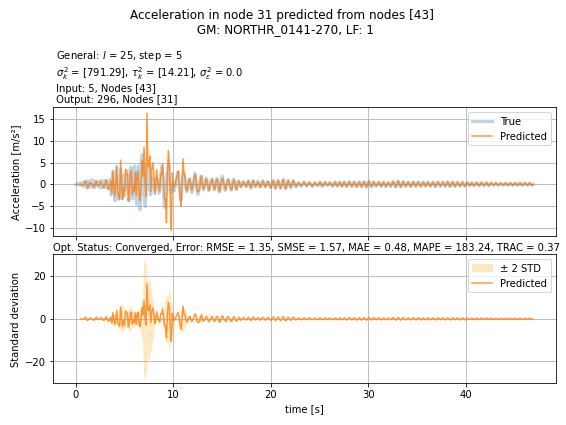 Acceleration in node 31 predicted from nodes [43]
GM: NORTHR_0141-270, LF: 1
General: l = 25, step = 5
σ²ₖ = [791.29], τ²ₖ = [14.21], σ²ε = 0.0
Input: 5, Nodes [43]
Output: 296, Nodes [31]
15
10
5
0
−5
−10
Acceleration [m/s²]
True
Predicted
Opt. Status: Converged, Error: RMSE = 1.35, SMSE = 1.57, MAE = 0.48, MAPE = 183.24, TRAC = 0.37
20
0
−20
Standard deviation
± 2 STD
Predicted
0 10 20 30 40
time [s]